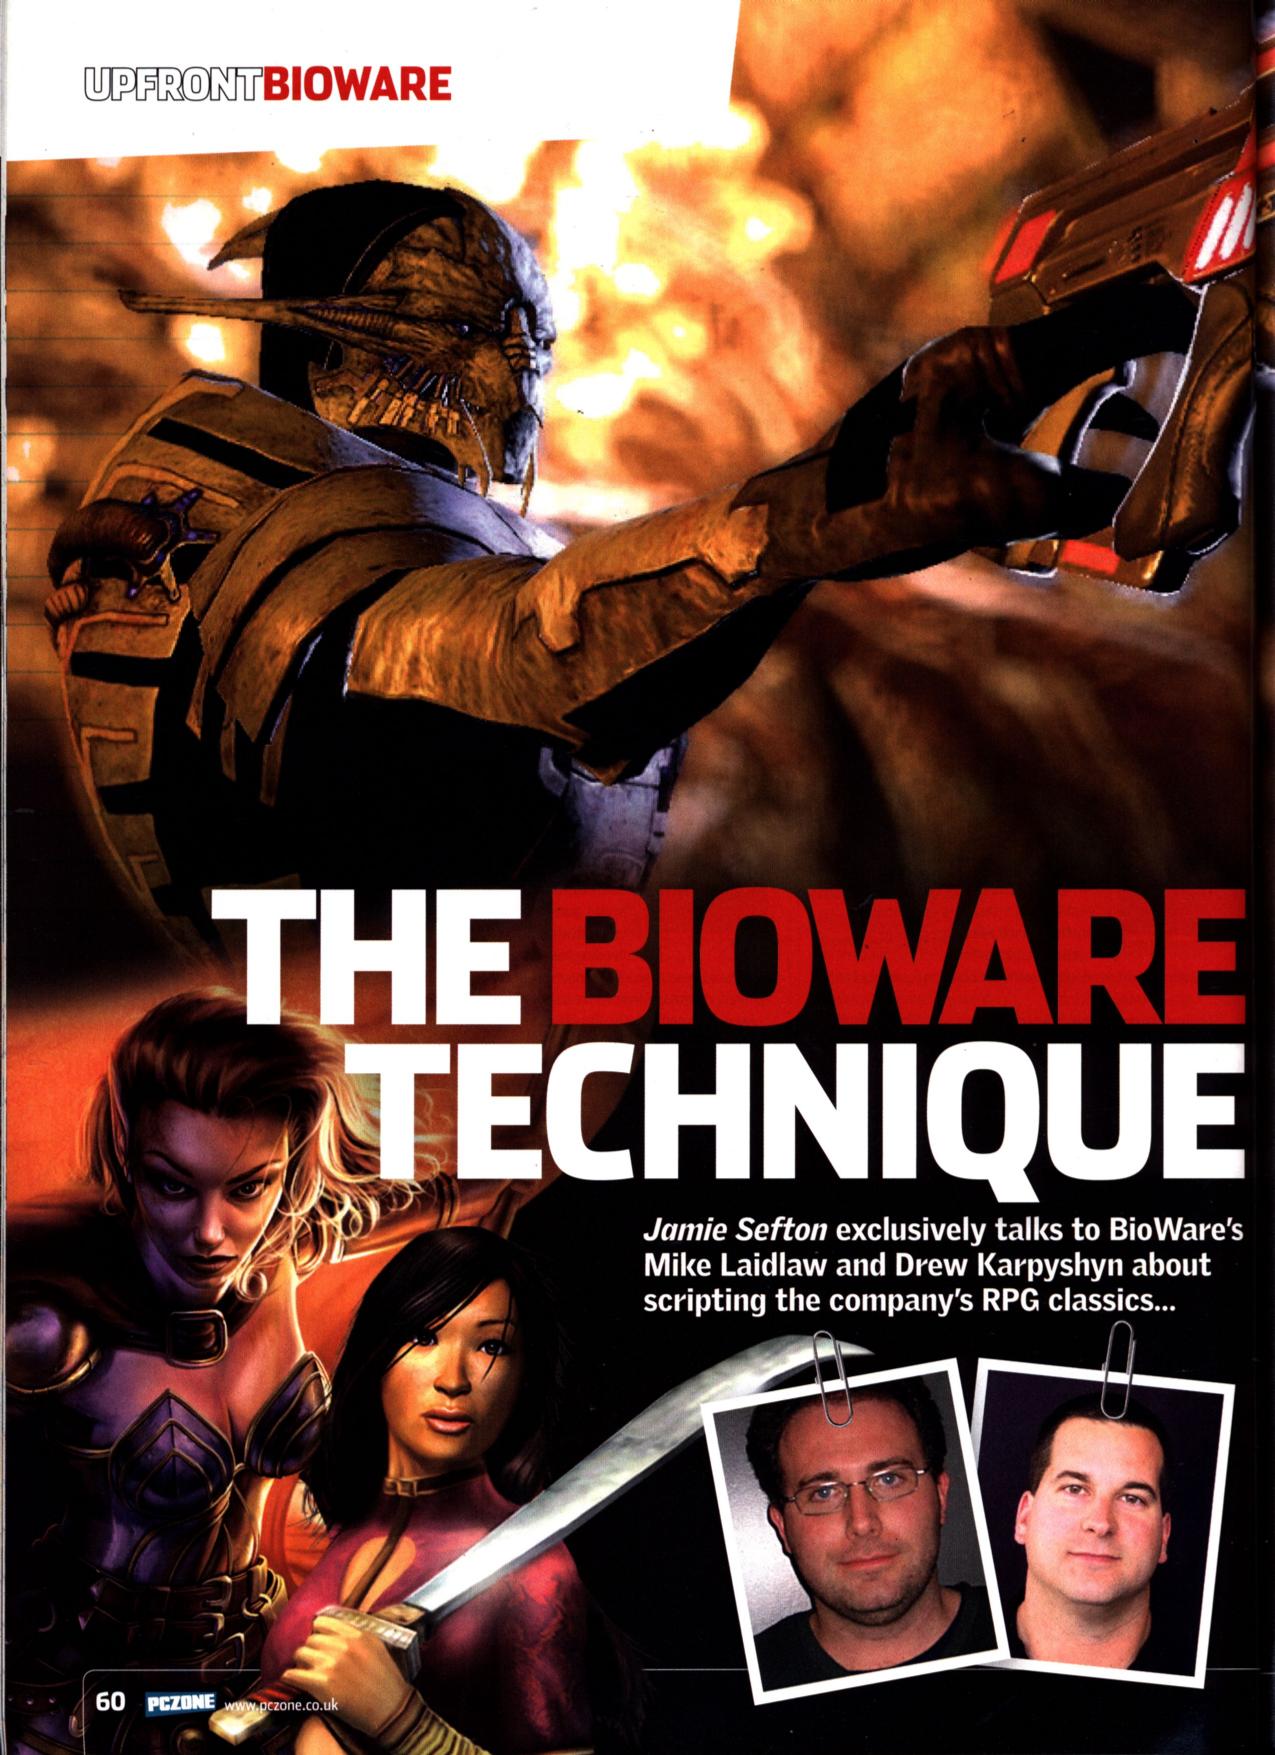 UPFRONTBIOWARE
THE BIOWARE
TECHNIQUE
Jamie Sefton exclusively talks to BioWare's
Mike Laidlaw and Drew Karpyshyn about
scripting the company's RPG classics...
60 PCZONE www.pczone.co.uk